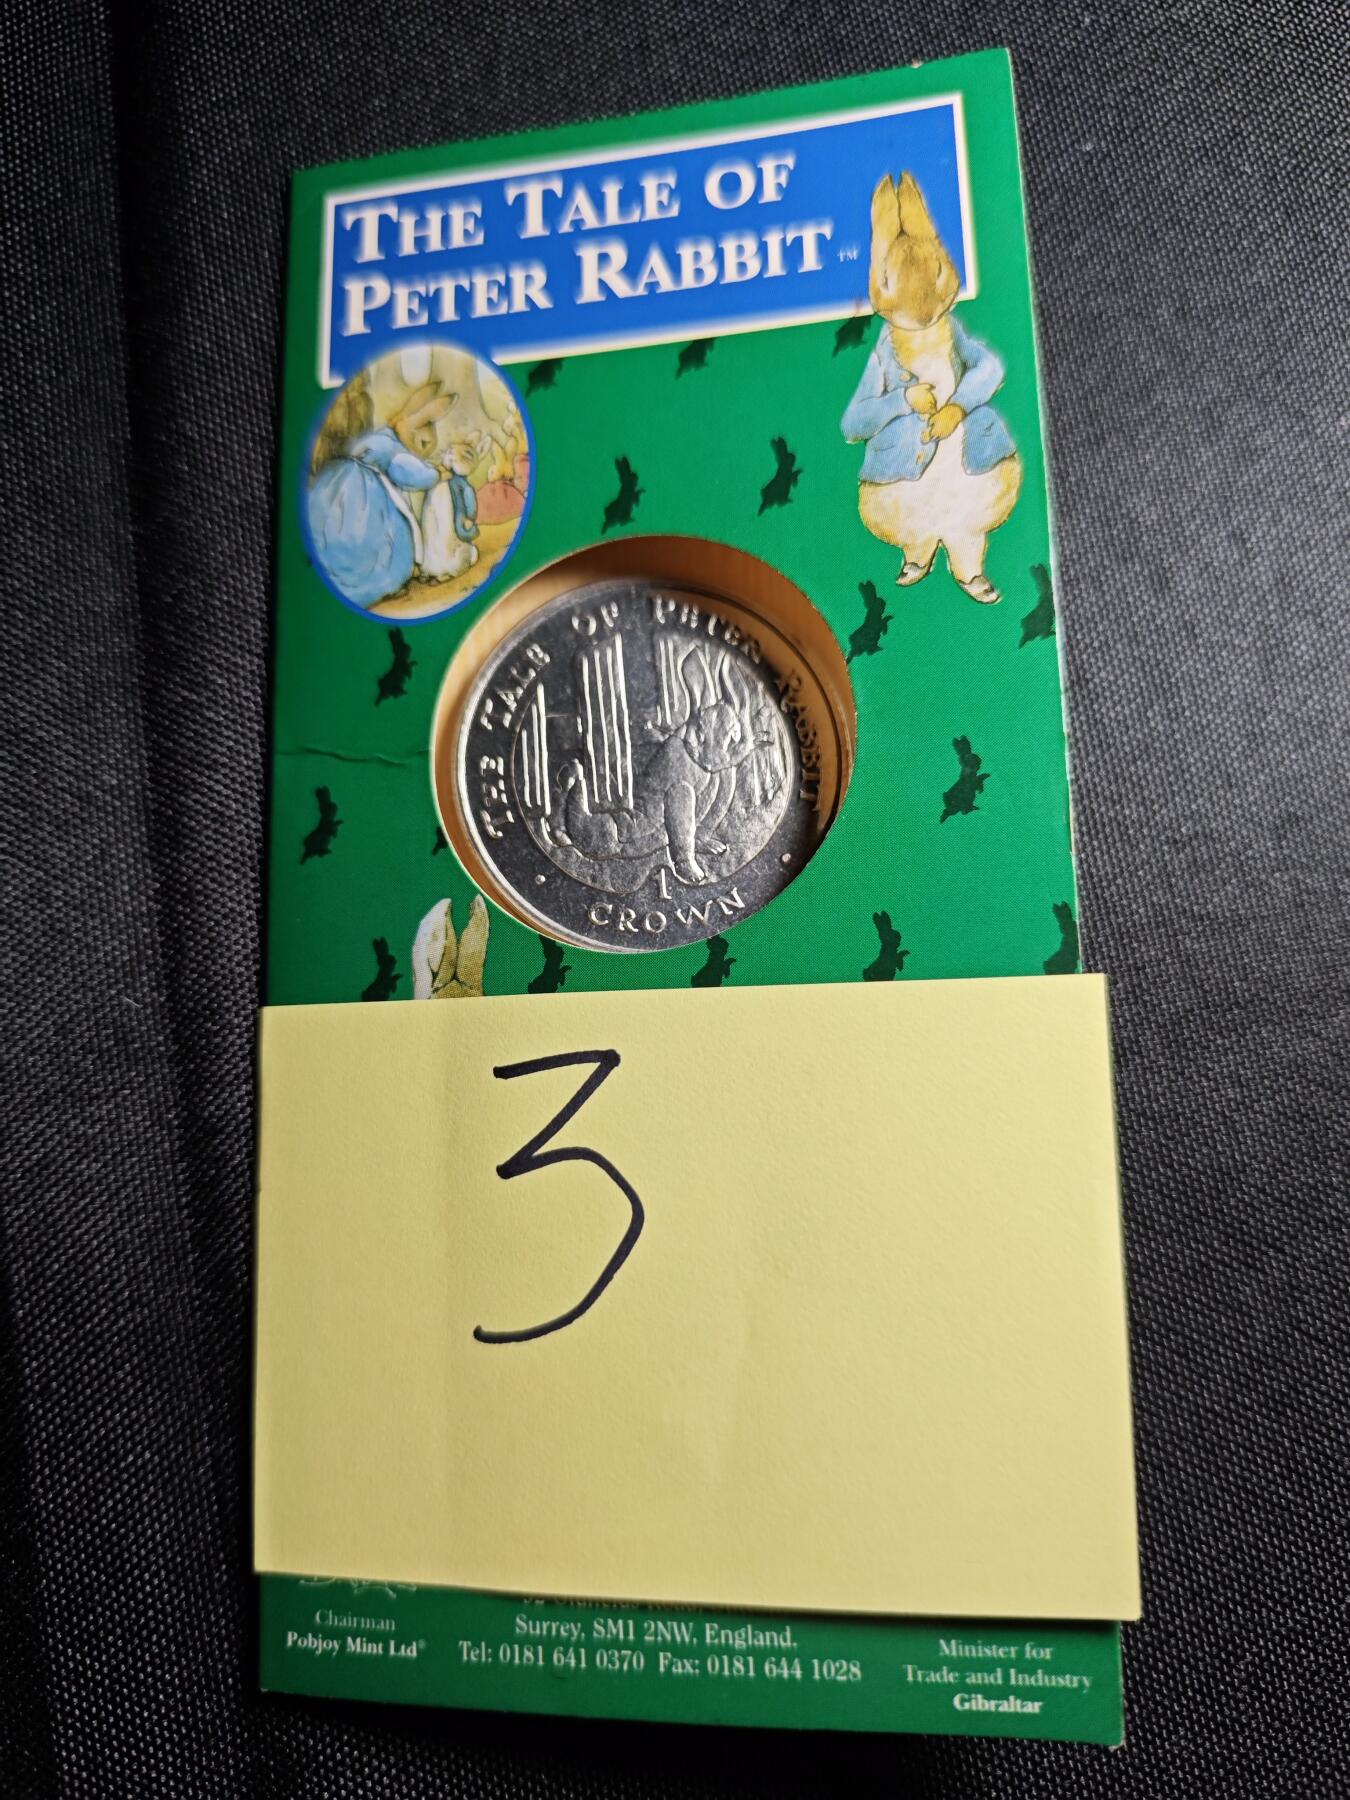 THE TALE OF
PETER RABBIT™
THE TALE OF PETER RABBIT
1
CROWN
3
Chairman
Pobjoy Mint Ltd®
Surrey, SM1 2NW, England.
Tel: 0181 641 0370 Fax: 0181 644 1028
Minister for
Trade and Industry
Gibraltar